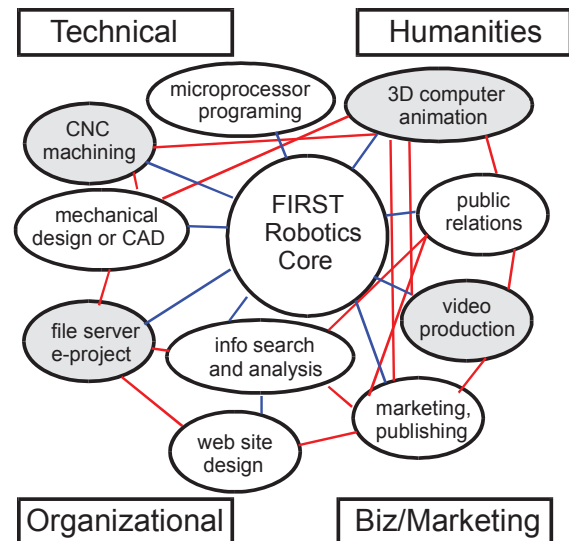 Technical
Humanities
microprocessor
programing
3D computer
animation
CNC
machining
FIRST
Robotics
Core
public
relations
mechanical
design or CAD
video
production
file server
e-project
info search
and analysis
marketing,
publishing
web site
design
Organizational
Biz/Marketing